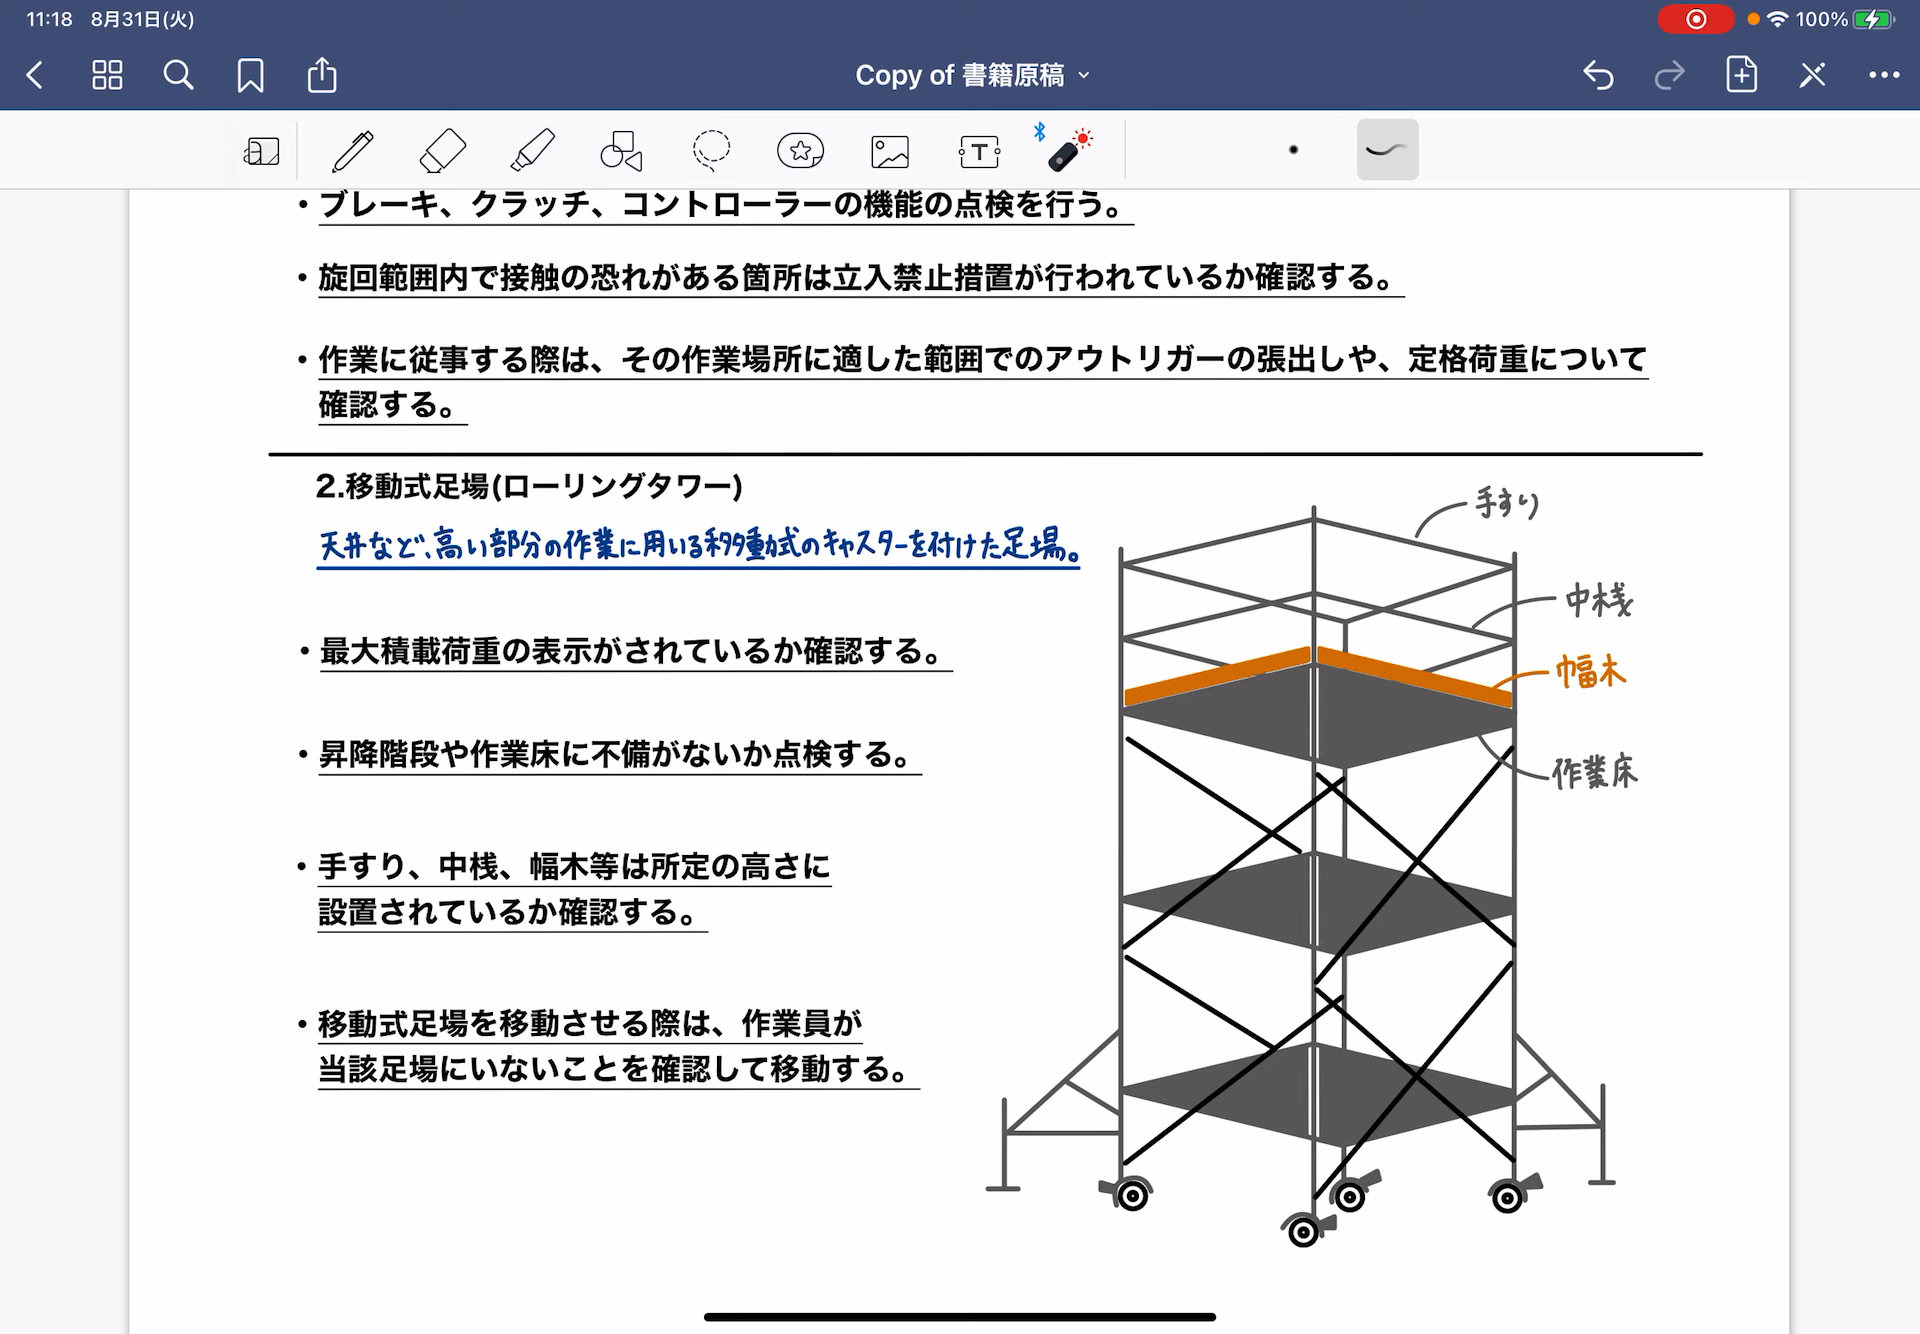 11:18 8月31日(火)
100%
Copy of 書籍原稿
T
・ブレーキ、クラッチ、コントローラーの機能の点検を行う。
・旋回範囲内で接触の恐れがある箇所は立入禁止措置が行われているか確認する。
・作業に従事する際は、その作業場所に適した範囲でのアウトリガーの張出しや、定格荷重について
確認する。
2.移動式足場(ローリングタワー)
天井など、高い部分の作業に用いる移動式のキャスターを付けた足場。
・最大積載荷重の表示がされているか確認する。
・昇降階段や作業床に不備がないか点検する。
・手すり、中桟、幅木等は所定の高さに
設置されているか確認する。
・移動式足場を移動させる際は、作業員が
当該足場にいないことを確認して移動する。
手すり
中桟
幅木
作業床